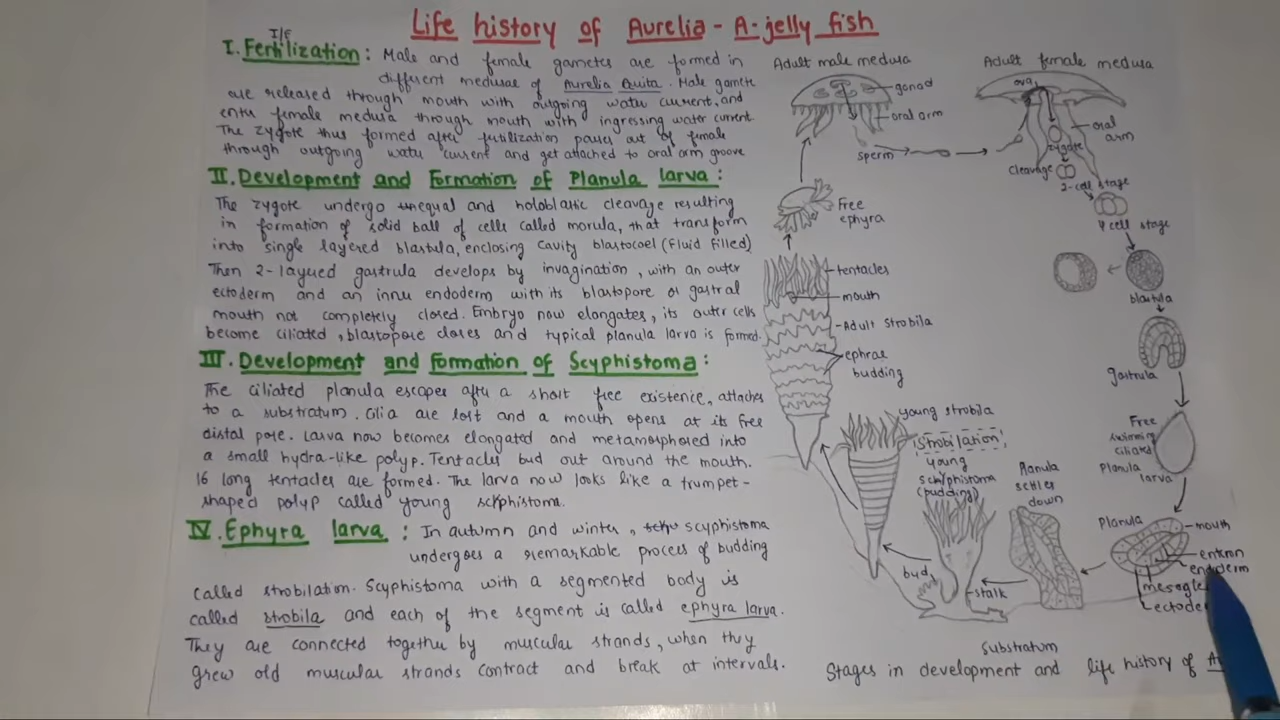 Life history of Aurelia - A-jelly fish
I/E
I. Fertilization : Male and female gametes are formed in
different medusae of Aurelia Aurita. Male gamete
are released through mouth with outgoing water current, and
enter female medusa through mouth with ingressing water current
The zygote thus formed after fertilization passes out of female
through outgoing water current and get attached to oral arm groove
II. Development and Formation of Planula larva :
The zygote undergo unequal and holoblastic cleavage resulting
in formation of solid ball of cells called morula, that transform
into single layered blastula, enclosing cavity blastocoel (Fluid filled)
Then 2-layered gastrula develops by invagination, with an outer
ectoderm and an inner endoderm with its blastopore or gastral
mouth not completely closed. Embryo now elongates, its outer cells
become ciliated, blastopore closes and typical planula larva is formed.
III. Development and Formation of Scyphistoma :
The ciliated planula escapes after a short free existence, attaches
to a substratum. Cilia are lost and a mouth opens at its free
distal pole. Larva now becomes elongated and metamorphosed into
a small hydra-like polyp. Tentacles bud out around the mouth.
16 long tentacles are formed. The larva now looks like a trumpet-
shaped polyp called young scyphistoma.
IV. Ephyra larva : In autumn and winter, scyphistoma
undergoes a remarkable process of budding
called strobilation. Scyphistoma with a segmented body is
called strobila and each of the segment is called ephyra larva.
They are connected together by muscular strands, when they
grew old muscular strands contract and break at intervals.
Adult male medusa
gonad
oral arm
sperm
Adult female medusa
ova
oral
arm
zygote
Cleavage
2-cell stage
4 cell stage
blastula
gastrula
Free
swimming
ciliated
planula
larva
Planula
mouth
entron
endoderm
mesogle
ectode
Planula
settles
down
Free
ephyra
tentacles
mouth
Adult strobila
ephrae
budding
young strobila
'Strobilation'
young
scyphistoma
(budding)
bud
stalk
Substratum
Stages in development and life history of A